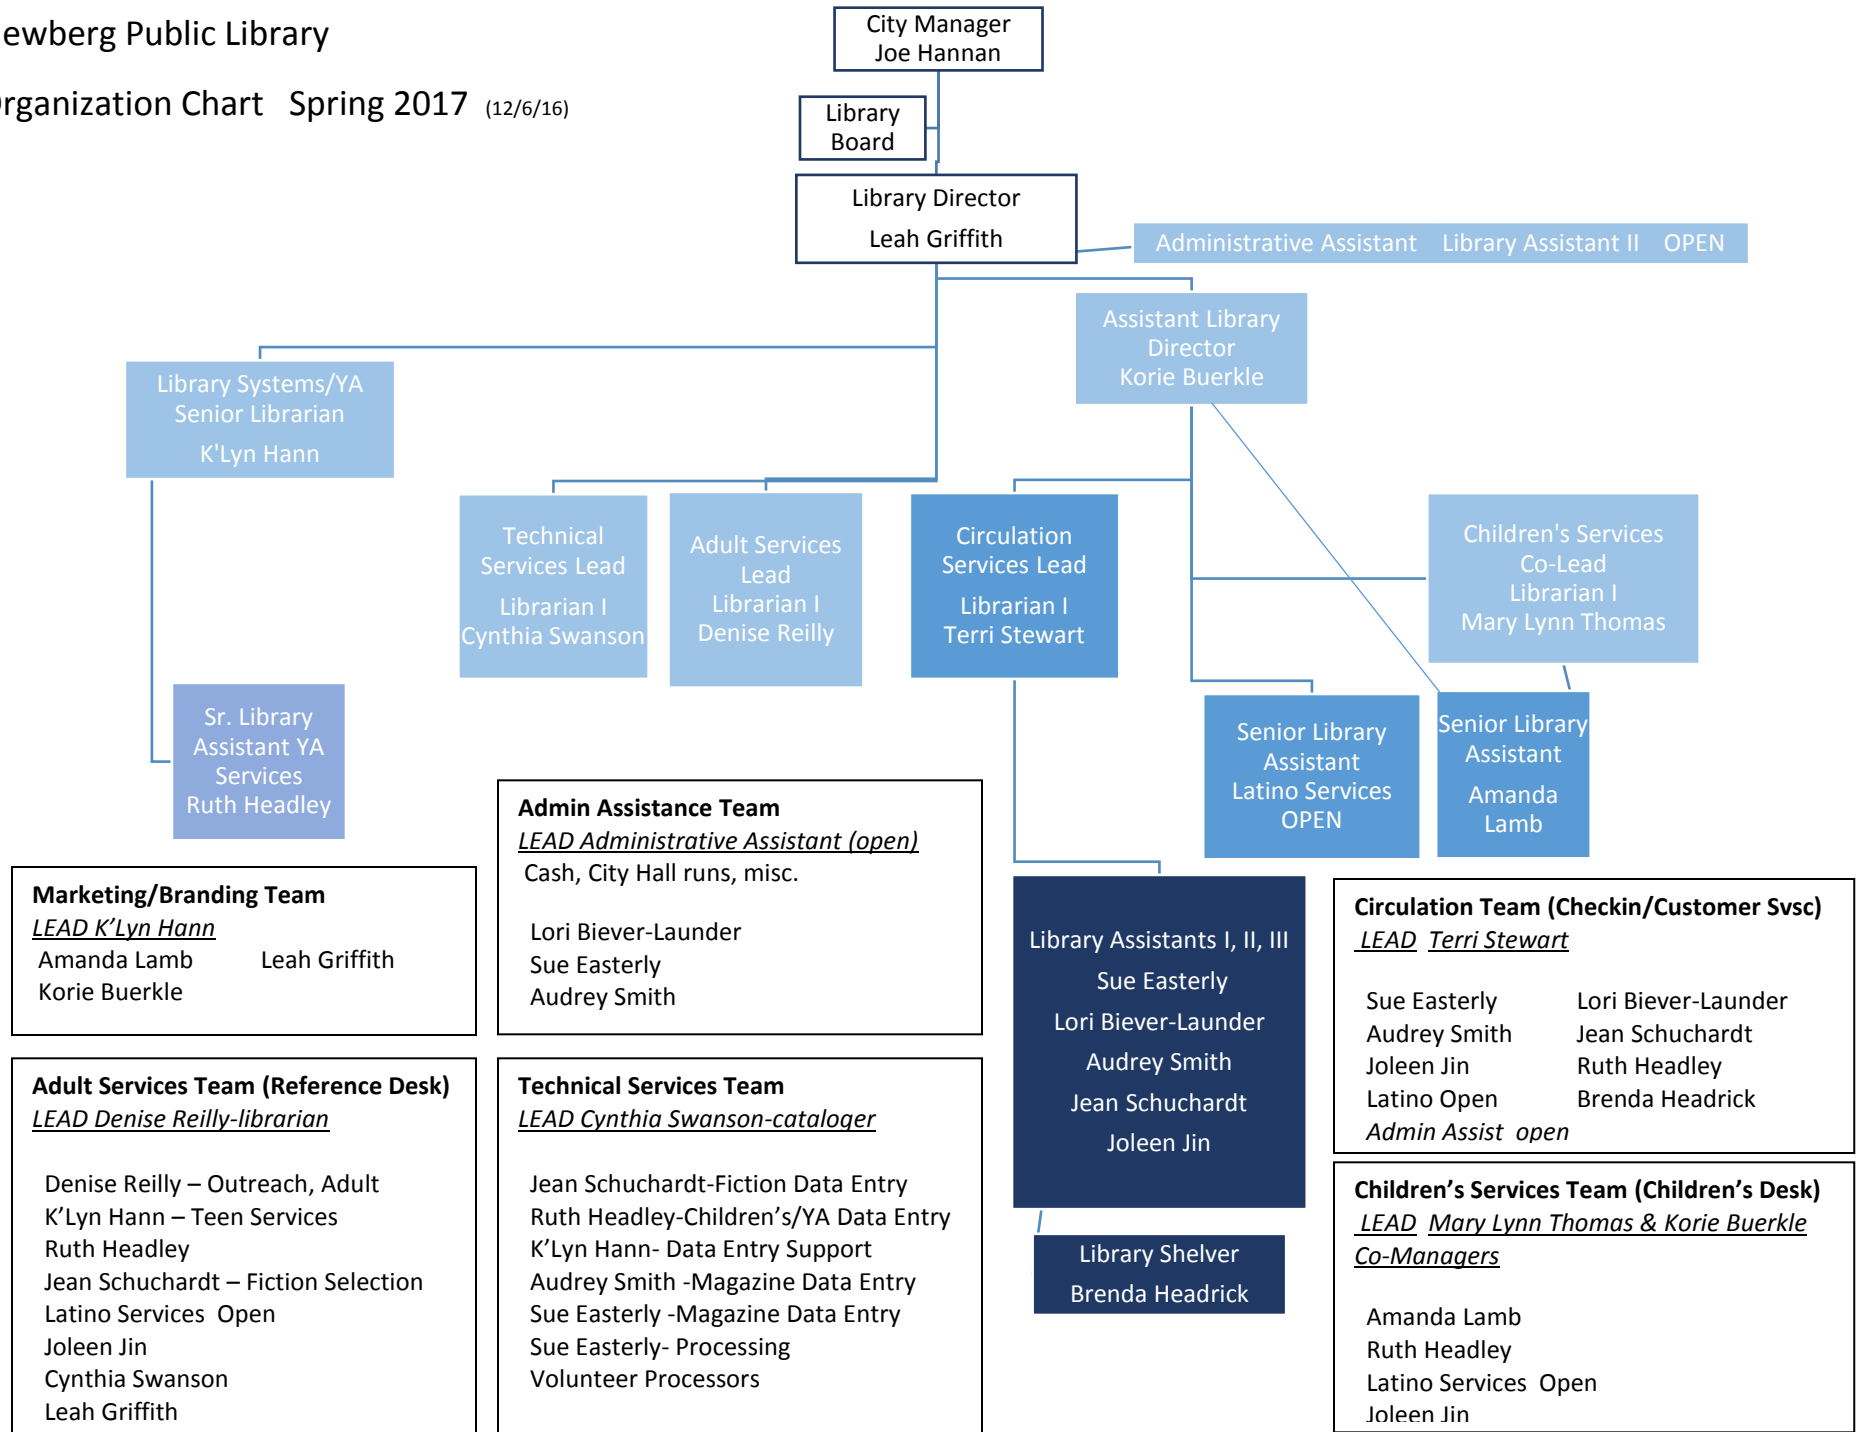 ewberg Public Library
rganization Chart Spring 2017 (12/6/16)
City Manager
Joe Hannan
Library
Board
Library Director
Leah Griffith
Administrative Assistant Library Assistant II OPEN
Assistant Library
Director
Korie Buerkle
Library Systems/YA
Senior Librarian
K'Lyn Hann
Technical
Services Lead
Librarian I
Cynthia Swanson
Adult Services
Lead
Librarian I
Denise Reilly
Circulation
Services Lead
Librarian I
Terri Stewart
Children's Services
Co-Lead
Librarian I
Mary Lynn Thomas
Sr. Library
Assistant YA
Services
Ruth Headley
Senior Library
Assistant
Latino Services
OPEN
Senior Library
Assistant
Amanda
Lamb
Library Assistants I, II, III
Sue Easterly
Lori Biever-Launder
Audrey Smith
Jean Schuchardt
Joleen Jin
Library Shelver
Brenda Headrick
Marketing/Branding Team
LEAD K’Lyn Hann
Amanda Lamb Leah Griffith
Korie Buerkle
Admin Assistance Team
LEAD Administrative Assistant (open)
Cash, City Hall runs, misc.
Lori Biever-Launder
Sue Easterly
Audrey Smith
Adult Services Team (Reference Desk)
LEAD Denise Reilly-librarian
Denise Reilly – Outreach, Adult
K’Lyn Hann – Teen Services
Ruth Headley
Jean Schuchardt – Fiction Selection
Latino Services Open
Joleen Jin
Cynthia Swanson
Leah Griffith
Technical Services Team
LEAD Cynthia Swanson-cataloger
Jean Schuchardt-Fiction Data Entry
Ruth Headley-Children’s/YA Data Entry
K’Lyn Hann- Data Entry Support
Audrey Smith -Magazine Data Entry
Sue Easterly -Magazine Data Entry
Sue Easterly- Processing
Volunteer Processors
Circulation Team (Checkin/Customer Svsc)
LEAD Terri Stewart
Sue Easterly Lori Biever-Launder
Audrey Smith Jean Schuchardt
Joleen Jin Ruth Headley
Latino Open Brenda Headrick
Admin Assist open
Children’s Services Team (Children’s Desk)
LEAD Mary Lynn Thomas & Korie Buerkle
Co-Managers
Amanda Lamb
Ruth Headley
Latino Services Open
Joleen Jin